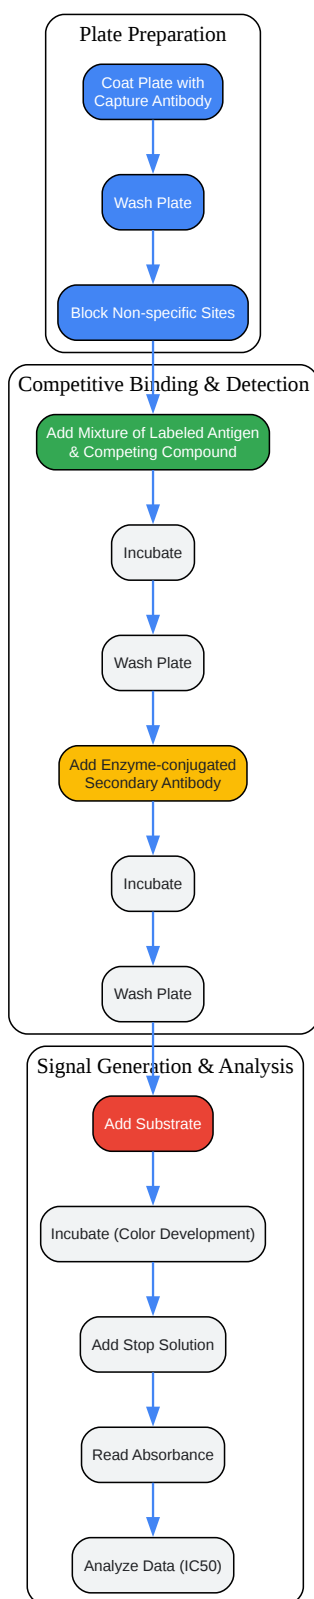 Plate Preparation
Coat Plate with
Capture Antibody
Wash Plate
Block Non-specific Sites
Competitive Binding & Detection
Add Mixture of Labeled Antigen
& Competing Compound
Incubate
Wash Plate
Add Enzyme-conjugated
Secondary Antibody
Incubate
Wash Plate
Signal Generation & Analysis
Add Substrate
Incubate (Color Development)
Add Stop Solution
Read Absorbance
Analyze Data (IC50)